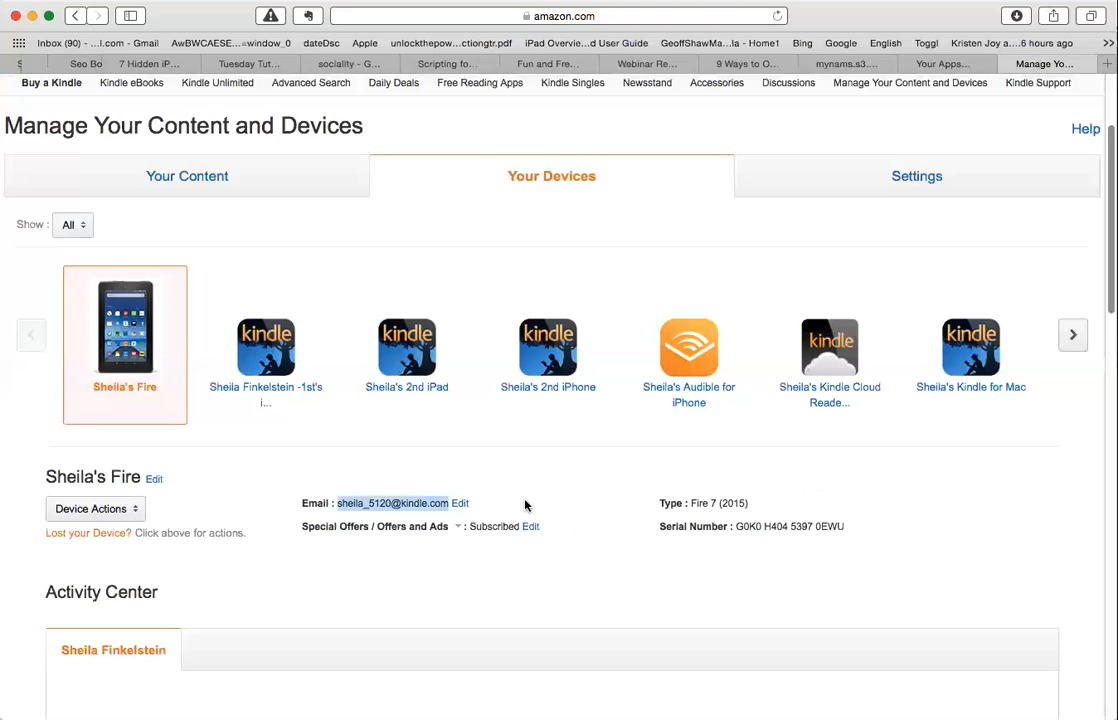 amazon.com
Inbox (90) - ...l.com - Gmail AwBWCAESE...=window_0 dateDsc Apple unlockthepow...ctiongtr.pdf iPad Overvie...d User Guide GeoffShawMa...la - Home1 Bing Google English Toggl Kristen Joy a....6 hours ago
S Seo Bo 7 Hidden iP... Tuesday Tut... sociality - G... Scripting fo... Fun and Fre... Webinar Re... 9 Ways to O... mynams.s3.... Your Apps... Manage Yo...
Buy a Kindle Kindle eBooks Kindle Unlimited Advanced Search Daily Deals Free Reading Apps Kindle Singles Newsstand Accessories Discussions Manage Your Content and Devices Kindle Support
Manage Your Content and Devices
Help
Your Content Your Devices Settings
Show : All
kindle kindle kindle kindle kindle
Sheila's Fire Sheila Finkelstein -1st's i... Sheila's 2nd iPad Sheila's 2nd iPhone Sheila's Audible for iPhone Sheila's Kindle Cloud Reade... Sheila's Kindle for Mac
Sheila's Fire Edit
Device Actions
Email : sheila_5120@kindle.com Edit
Type : Fire 7 (2015)
Special Offers / Offers and Ads : Subscribed Edit
Serial Number : G0K0 H404 5397 0EWU
Lost your Device? Click above for actions.
Activity Center
Sheila Finkelstein